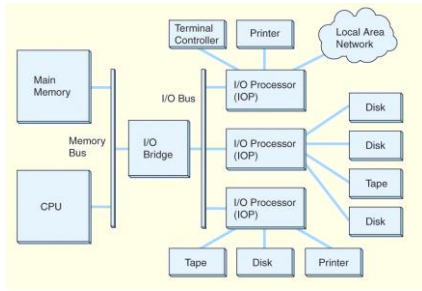 Terminal
Controller
Printer
Local Area
Network
Main
Memory
I/O Bus
I/O Processor
(IOP)
Disk
Memory
Bus
I/O
Bridge
I/O Processor
(IOP)
Disk
Tape
CPU
I/O Processor
(IOP)
Disk
Tape
Disk
Printer